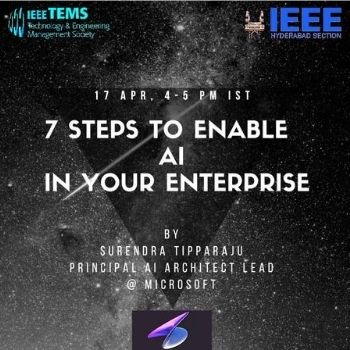 IEEE TEMS
Technology & Engineering
Management Society
IEEE
HYDERABAD SECTION
17 APR, 4-5 PM IST
7 STEPS TO ENABLE
AI
IN YOUR ENTERPRISE
BY
SURENDRA TIPPARAJU
PRINCIPAL AI ARCHITECT LEAD
@ MICROSOFT